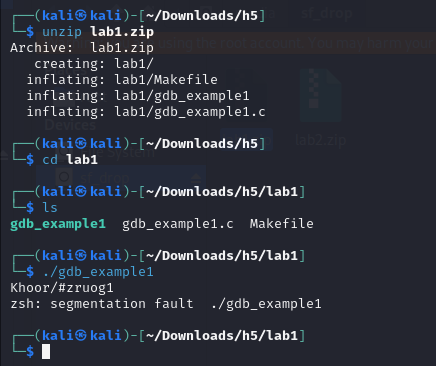 ┌──(kali㉿kali)-[~/Downloads/h5]
└─$ unzip lab1.zip
Archive:  lab1.zip
   creating: lab1/
  inflating: lab1/Makefile
  inflating: lab1/gdb_example1
  inflating: lab1/gdb_example1.c
┌──(kali㉿kali)-[~/Downloads/h5]
└─$ cd lab1
┌──(kali㉿kali)-[~/Downloads/h5/lab1]
└─$ ls
gdb_example1  gdb_example1.c  Makefile
┌──(kali㉿kali)-[~/Downloads/h5/lab1]
└─$ ./gdb_example1
Khoor/#zruog1
zsh: segmentation fault  ./gdb_example1
┌──(kali㉿kali)-[~/Downloads/h5/lab1]
└─$